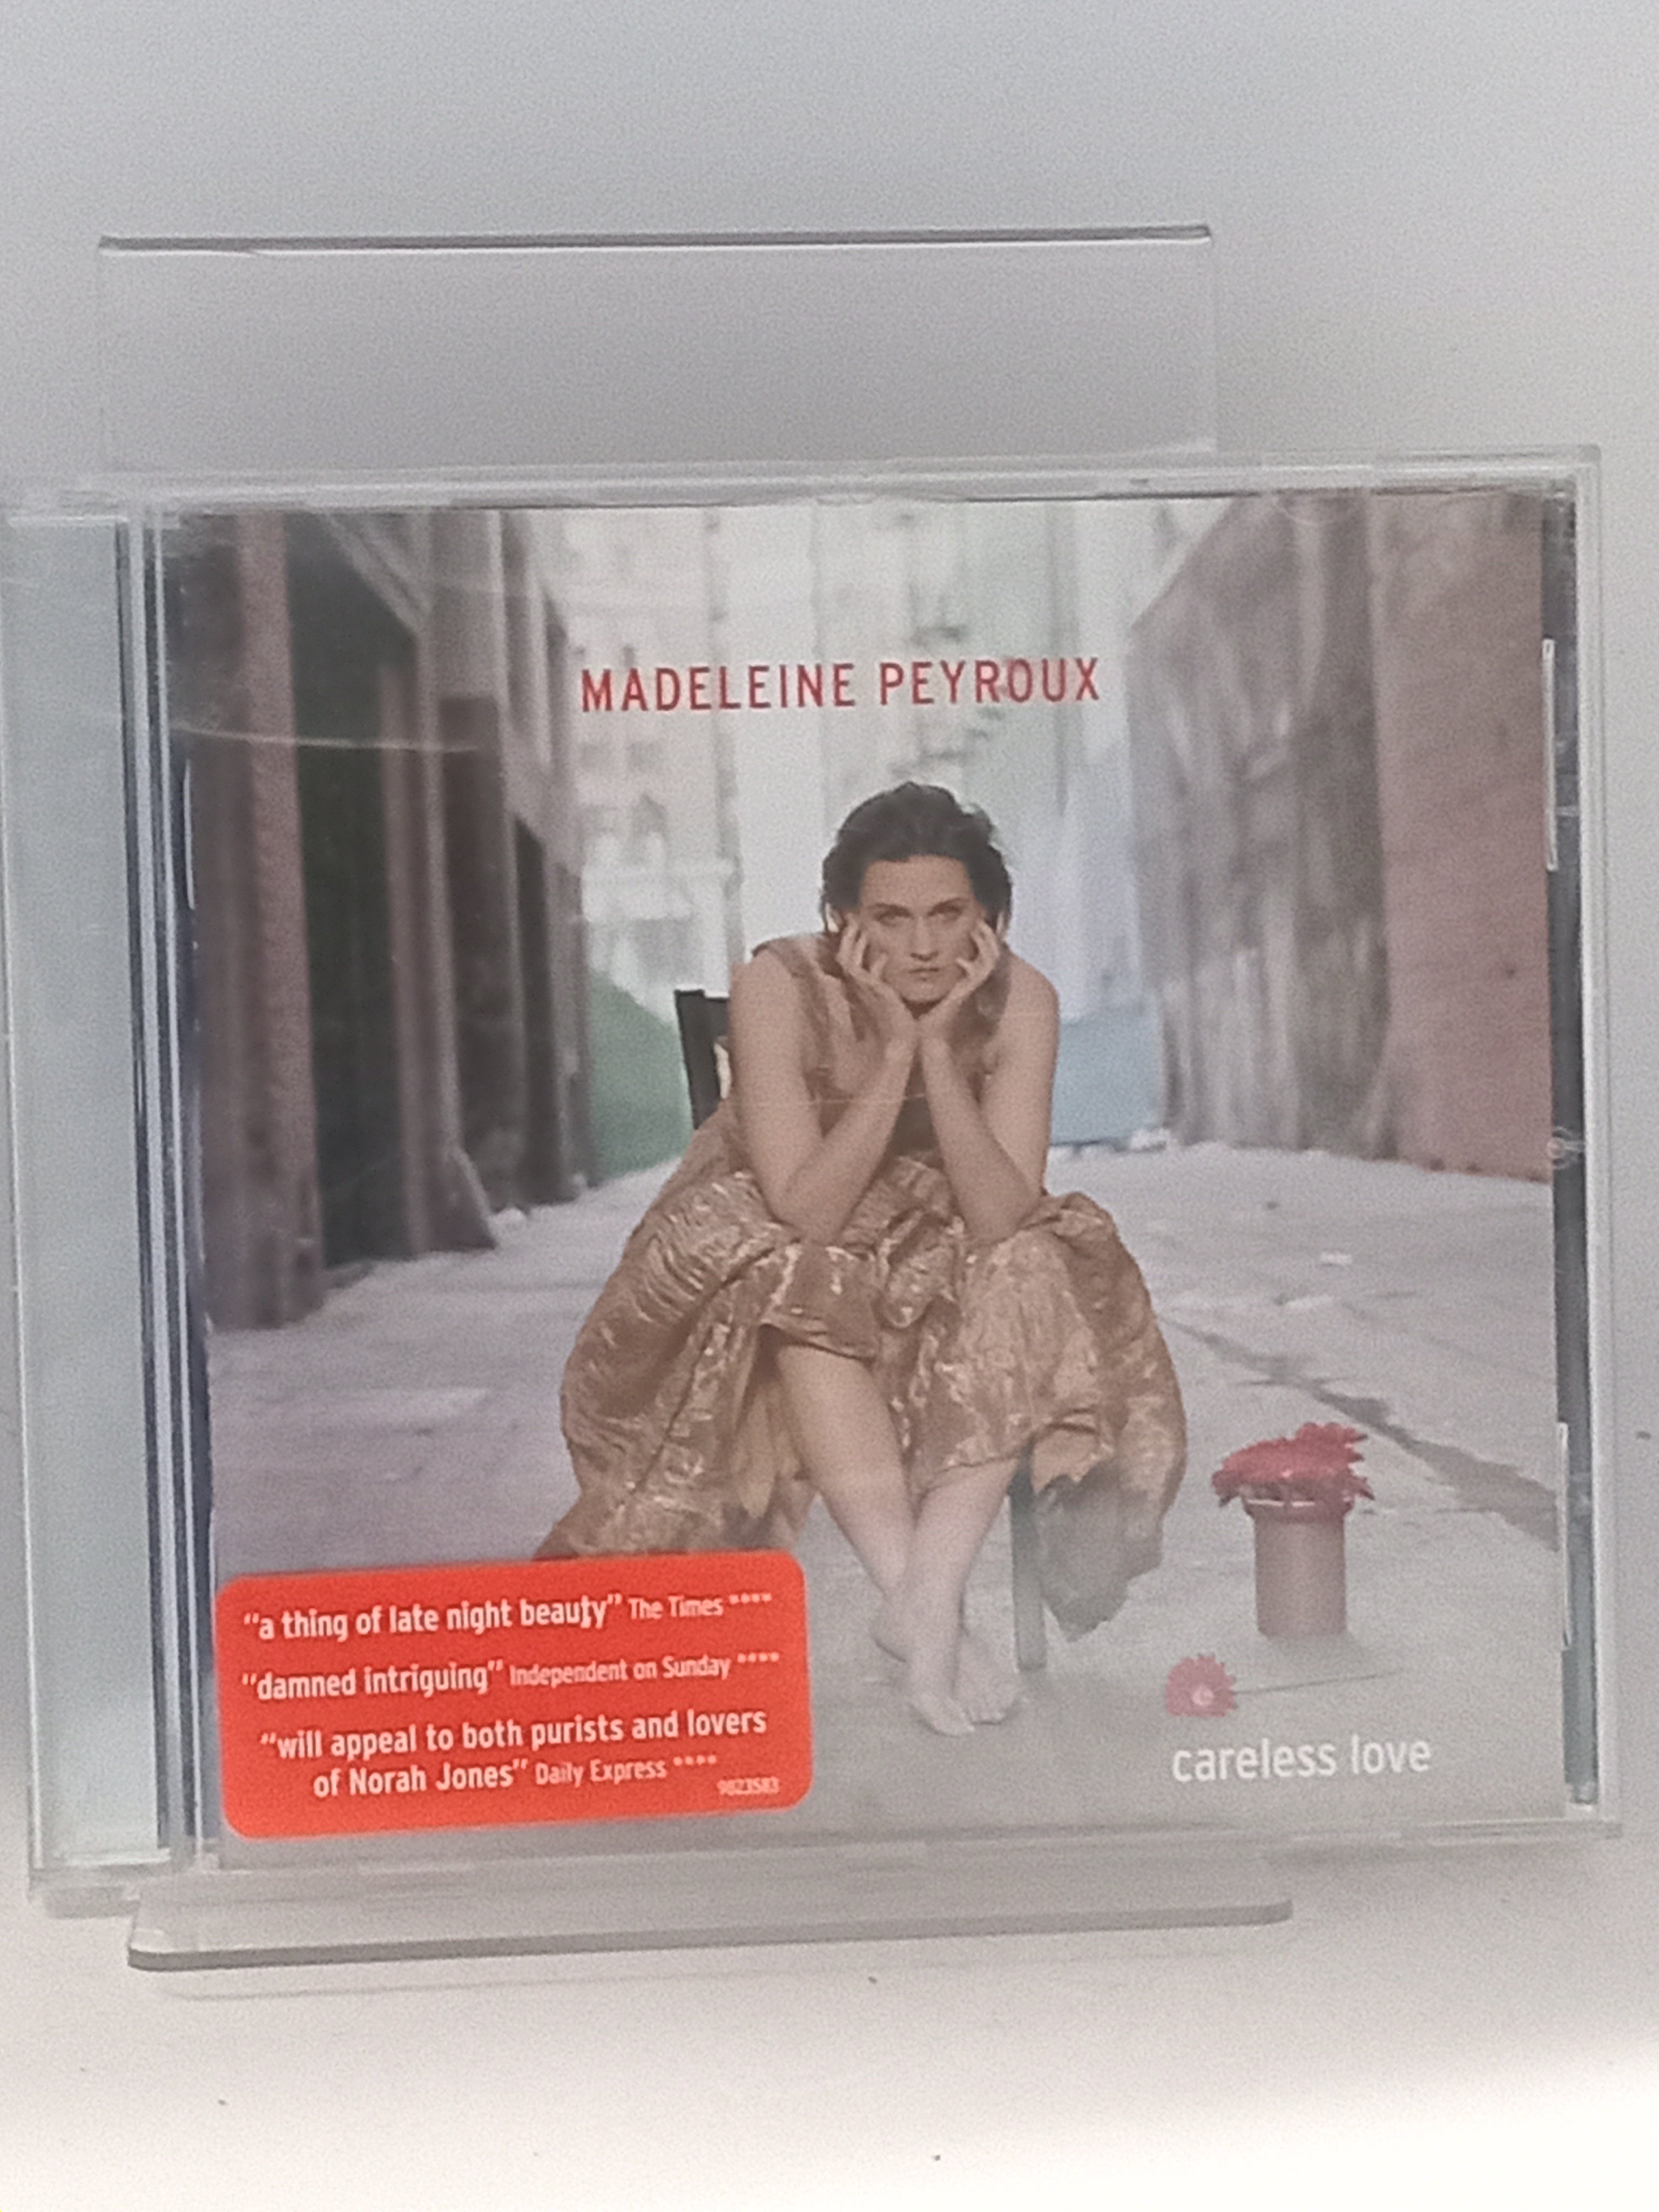 MADELEINE PEYROUX
"a thing of late night beauty" The Times ****
"damned intriguing" Independent on Sunday ****
"will appeal to both purists and lovers
of Norah Jones" Daily Express ****
9823583
careless love